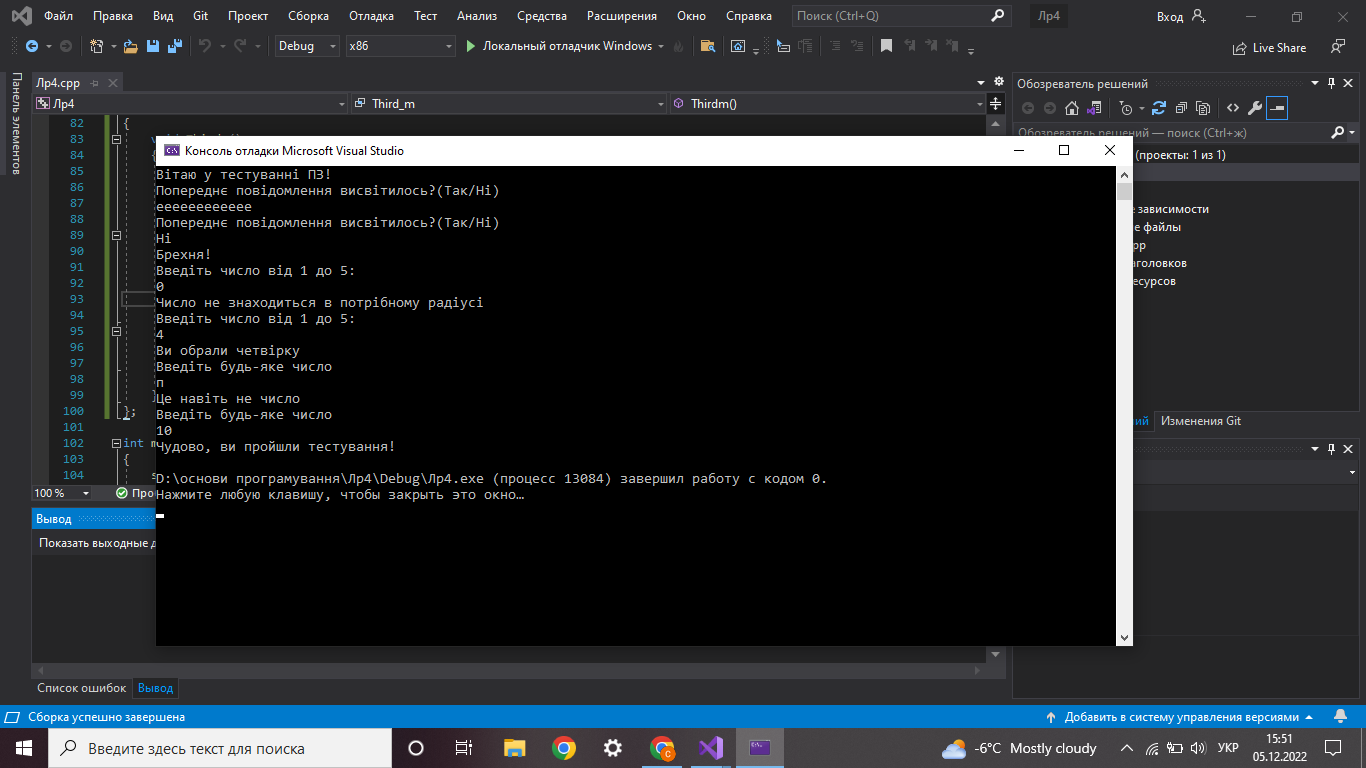 Файл Правка Вид Git Проект Сборка Отладка Тест Анализ Средства Расширения Окно Справка Поиск (Ctrl+Q) Лр4 Вход
Debug x86 Локальный отладчик Windows Live Share
Панель элементов
Лр4.cpp
Лр4 Third_m Thirdm()
Обозреватель решений
Обозреватель решений — поиск (Ctrl+ж)
(проекты: 1 из 1)
е зависимости
е файлы
рр
аголовков
есурсов
82 {
83
84
85
86
87
88
89
90
91
92
93
94
95
96
97
98
99
100 };
101
102 int m
103 {
104
Консоль отладки Microsoft Visual Studio
Вітаю у тестуванні ПЗ!
Попереднє повідомлення висвітилось?(Так/Ні)
еееееееееееe
Попереднє повідомлення висвітилось?(Так/Ні)
Ні
Брехня!
Введіть число від 1 до 5:
0
Число не знаходиться в потрібному радіусі
Введіть число від 1 до 5:
4
Ви обрали четвірку
Введіть будь-яке число
п
Це навіть не число
Введіть будь-яке число
10
Чудово, ви пройшли тестування!
D:\основи програмування\Лр4\Debug\Лр4.exe (процесс 13084) завершил работу с кодом 0.
Нажмите любую клавишу, чтобы закрыть это окно…
ий Изменения Git
100 % Про
Вывод
Показать выходные д
Список ошибок Вывод
Сборка успешно завершена Добавить в систему управления версиями
Введите здесь текст для поиска -6°C Mostly cloudy УКР 15:51
05.12.2022